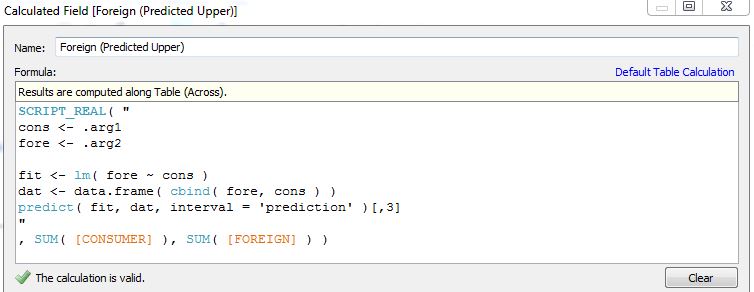 Calculated Field [Foreign (Predicted Upper)]
Name: Foreign (Predicted Upper)
Formula: Default Table Calculation
Results are computed along Table (Across).
SCRIPT_REAL( "
cons <- .arg1
fore <- .arg2
fit <- lm( fore ~ cons )
dat <- data.frame( cbind( fore, cons ) )
predict( fit, dat, interval = 'prediction' )[,3]
"
, SUM( [CONSUMER] ), SUM( [FOREIGN] ) )
The calculation is valid. Clear